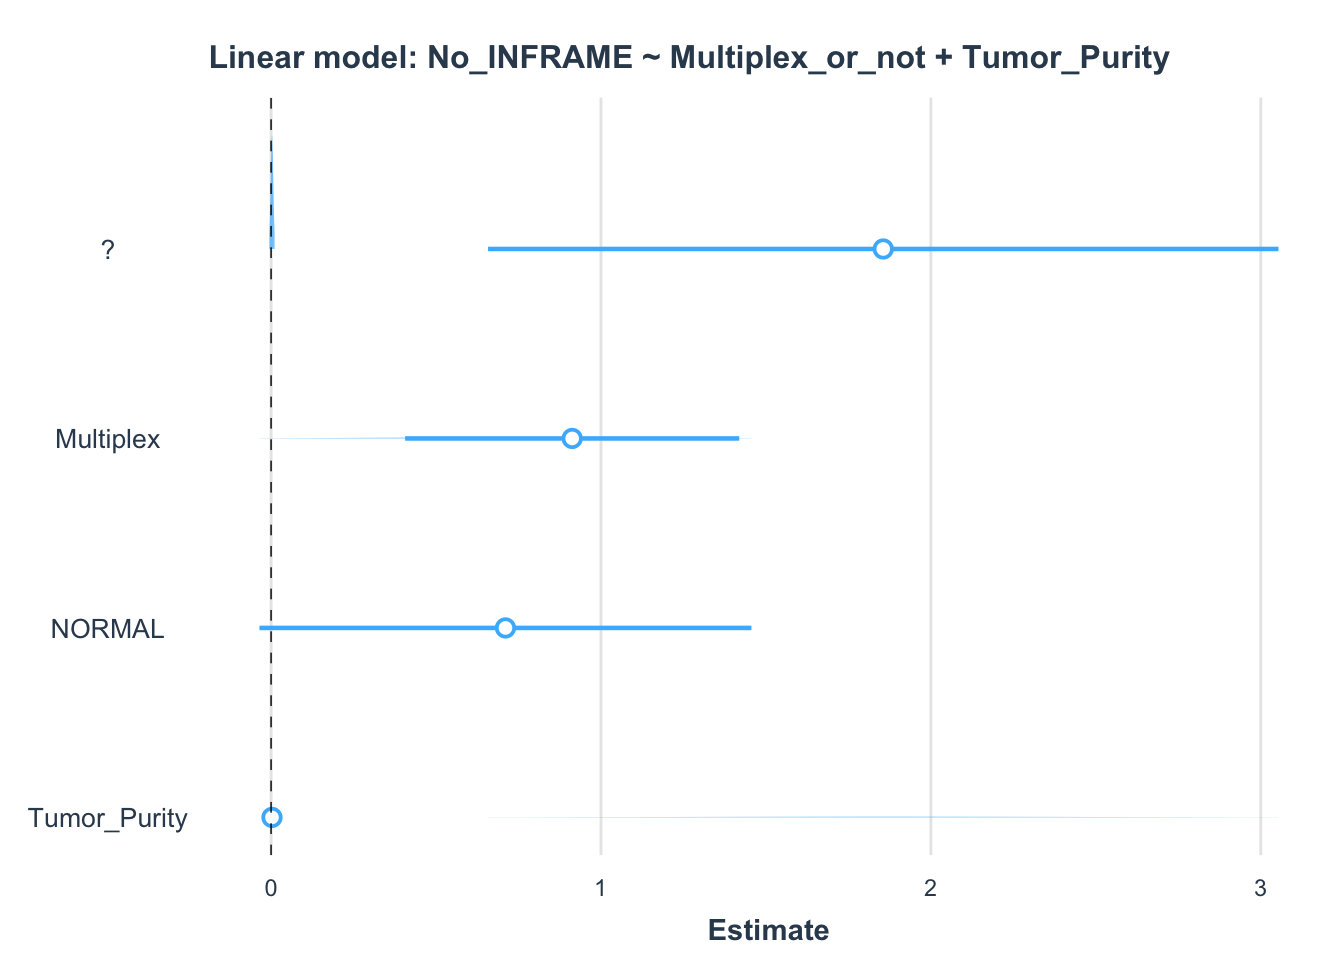 Linear model: No_INFRAME ~ Multiplex_or_not + Tumor_Purity
?
Multiplex
NORMAL
Tumor_Purity
0 1 2 3
Estimate